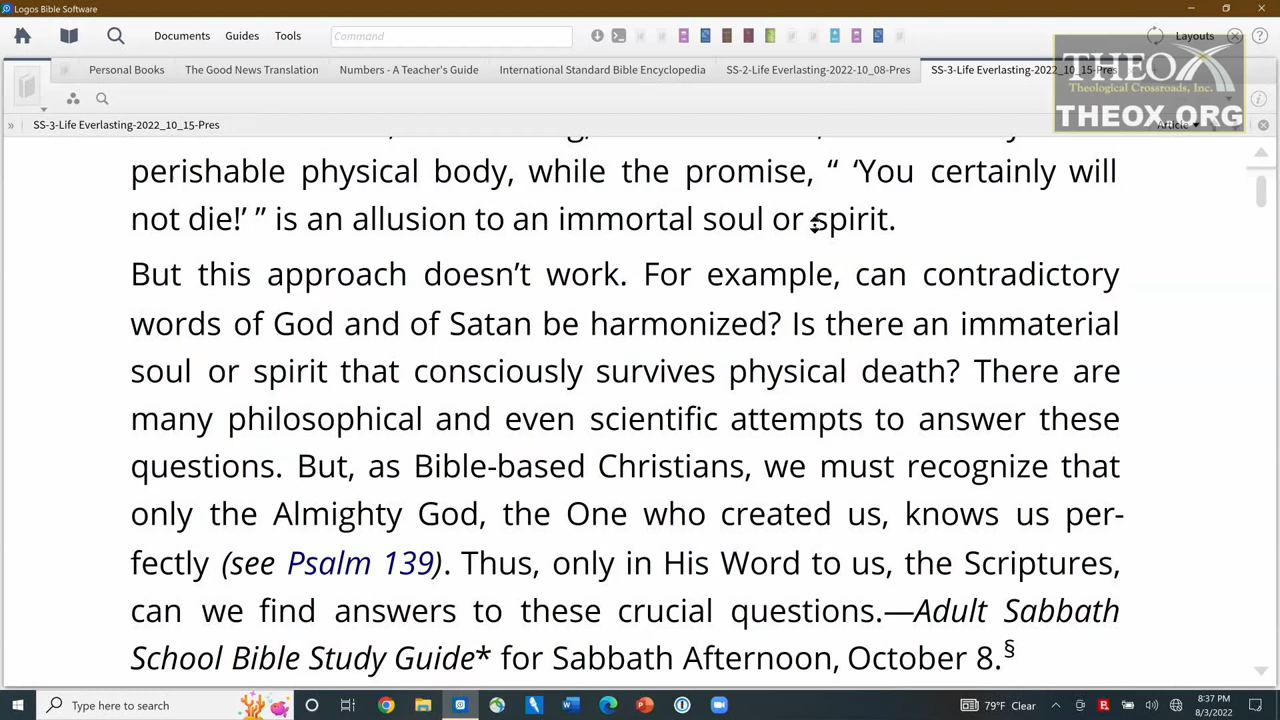 Logos Bible Software
Documents Guides Tools Command Layouts
Personal Books The Good News Translation International Standard Bible Encyclopedia SS-2-Life Everlasting-2022-10_08-Pres SS-3-Life Everlasting-2022_10_15-Pres
THEOX
Theological Crossroads, Inc.
THEOX.ORG
SS-3-Life Everlasting-2022_10_15-Pres Article
perishable physical body, while the promise, “ ‘You certainly will
not die!’ ” is an allusion to an immortal soul or spirit.
But this approach doesn’t work. For example, can contradictory
words of God and of Satan be harmonized? Is there an immaterial
soul or spirit that consciously survives physical death? There are
many philosophical and even scientific attempts to answer these
questions. But, as Bible-based Christians, we must recognize that
only the Almighty God, the One who created us, knows us per-
fectly (see Psalm 139). Thus, only in His Word to us, the Scriptures,
can we find answers to these crucial questions.—Adult Sabbath
School Bible Study Guide* for Sabbath Afternoon, October 8.§
Type here to search 79°F Clear 8:37 PM
8/3/2022